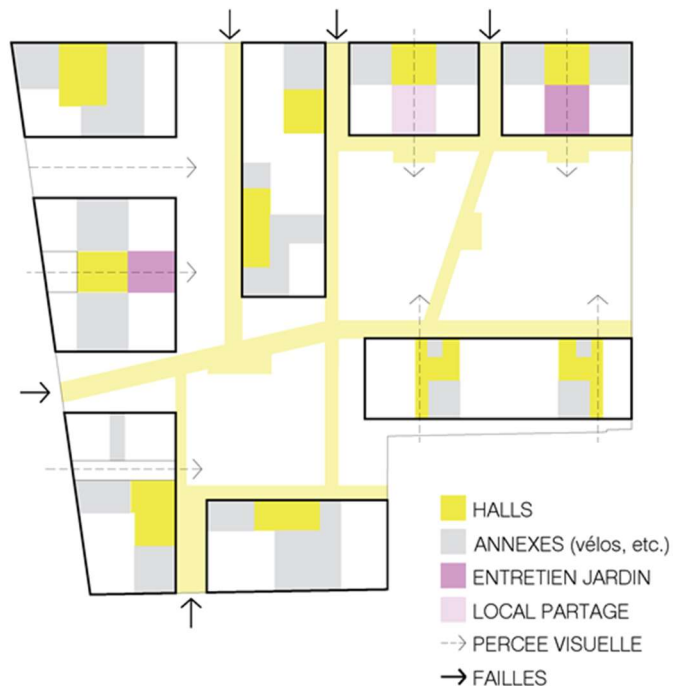 HALLS
ANNEXES (vélos, etc.)
ENTRETIEN JARDIN
LOCAL PARTAGE
PERCEE VISUELLE
FAILLES